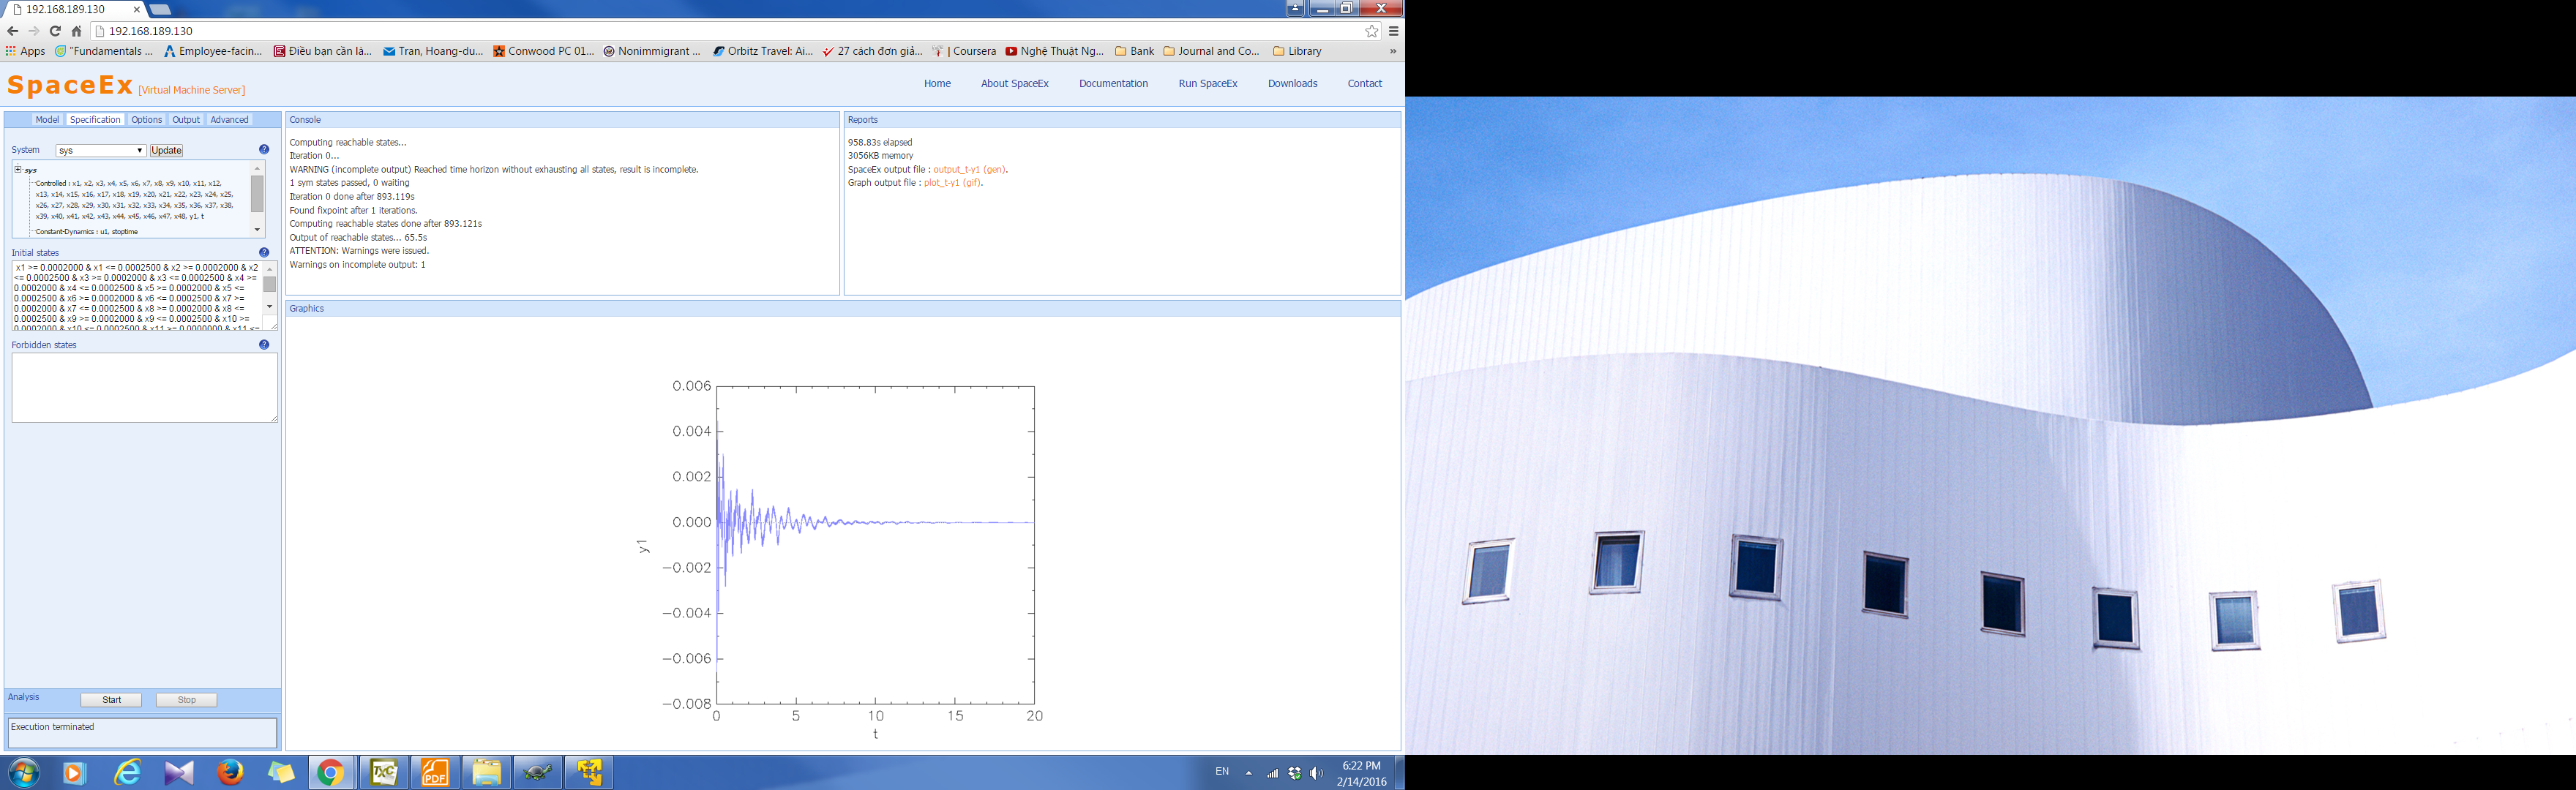 192.168.189.130
192.168.189.130
Apps "Fundamentals ... Employee-facin... Điều bạn cần là... Tran, Hoang-du... Conwood PC 01... Nonimmigrant ... Orbitz Travel: Ai... 27 cách đơn giả... | Coursera Nghệ Thuật Ng... Bank Journal and Co... Library »
SpaceEx [Virtual Machine Server]
Home About SpaceEx Documentation Run SpaceEx Downloads Contact
Model Specification Options Output Advanced
System sys Update
sys
Controlled : x1, x2, x3, x4, x5, x6, x7, x8, x9, x10, x11, x12,
x13, x14, x15, x16, x17, x18, x19, x20, x21, x22, x23, x24, x25,
x26, x27, x28, x29, x30, x31, x32, x33, x34, x35, x36, x37, x38,
x39, x40, x41, x42, x43, x44, x45, x46, x47, x48, y1, t
Constant-Dynamics : u1, stoptime
Initial states
x1 >= 0.0002000 & x1 <= 0.0002500 & x2 >= 0.0002000 & x2
<= 0.0002500 & x3 >= 0.0002000 & x3 <= 0.0002500 & x4 >=
0.0002000 & x4 <= 0.0002500 & x5 >= 0.0002000 & x5 <=
0.0002500 & x6 >= 0.0002000 & x6 <= 0.0002500 & x7 >=
0.0002000 & x7 <= 0.0002500 & x8 >= 0.0002000 & x8 <=
0.0002500 & x9 >= 0.0002000 & x9 <= 0.0002500 & x10 >=
0.0002000 & x10 <= 0.0002500 & x11 >= 0.0000000 & x11 <=
Forbidden states
Analysis Start Stop
Execution terminated
Console
Computing reachable states...
Iteration 0...
WARNING (incomplete output) Reached time horizon without exhausting all states, result is incomplete.
1 sym states passed, 0 waiting
Iteration 0 done after 893.119s
Found fixpoint after 1 iterations.
Computing reachable states done after 893.121s
Output of reachable states... 65.5s
ATTENTION: Warnings were issued.
Warnings on incomplete output: 1
Reports
958.83s elapsed
3056KB memory
SpaceEx output file : output_t-y1 (gen).
Graph output file : plot_t-y1 (gif).
Graphics
0.006
0.004
0.002
0.000
−0.002
−0.004
−0.006
−0.008
y1
0 5 10 15 20
t
TXC PDF
EN 6:22 PM
2/14/2016